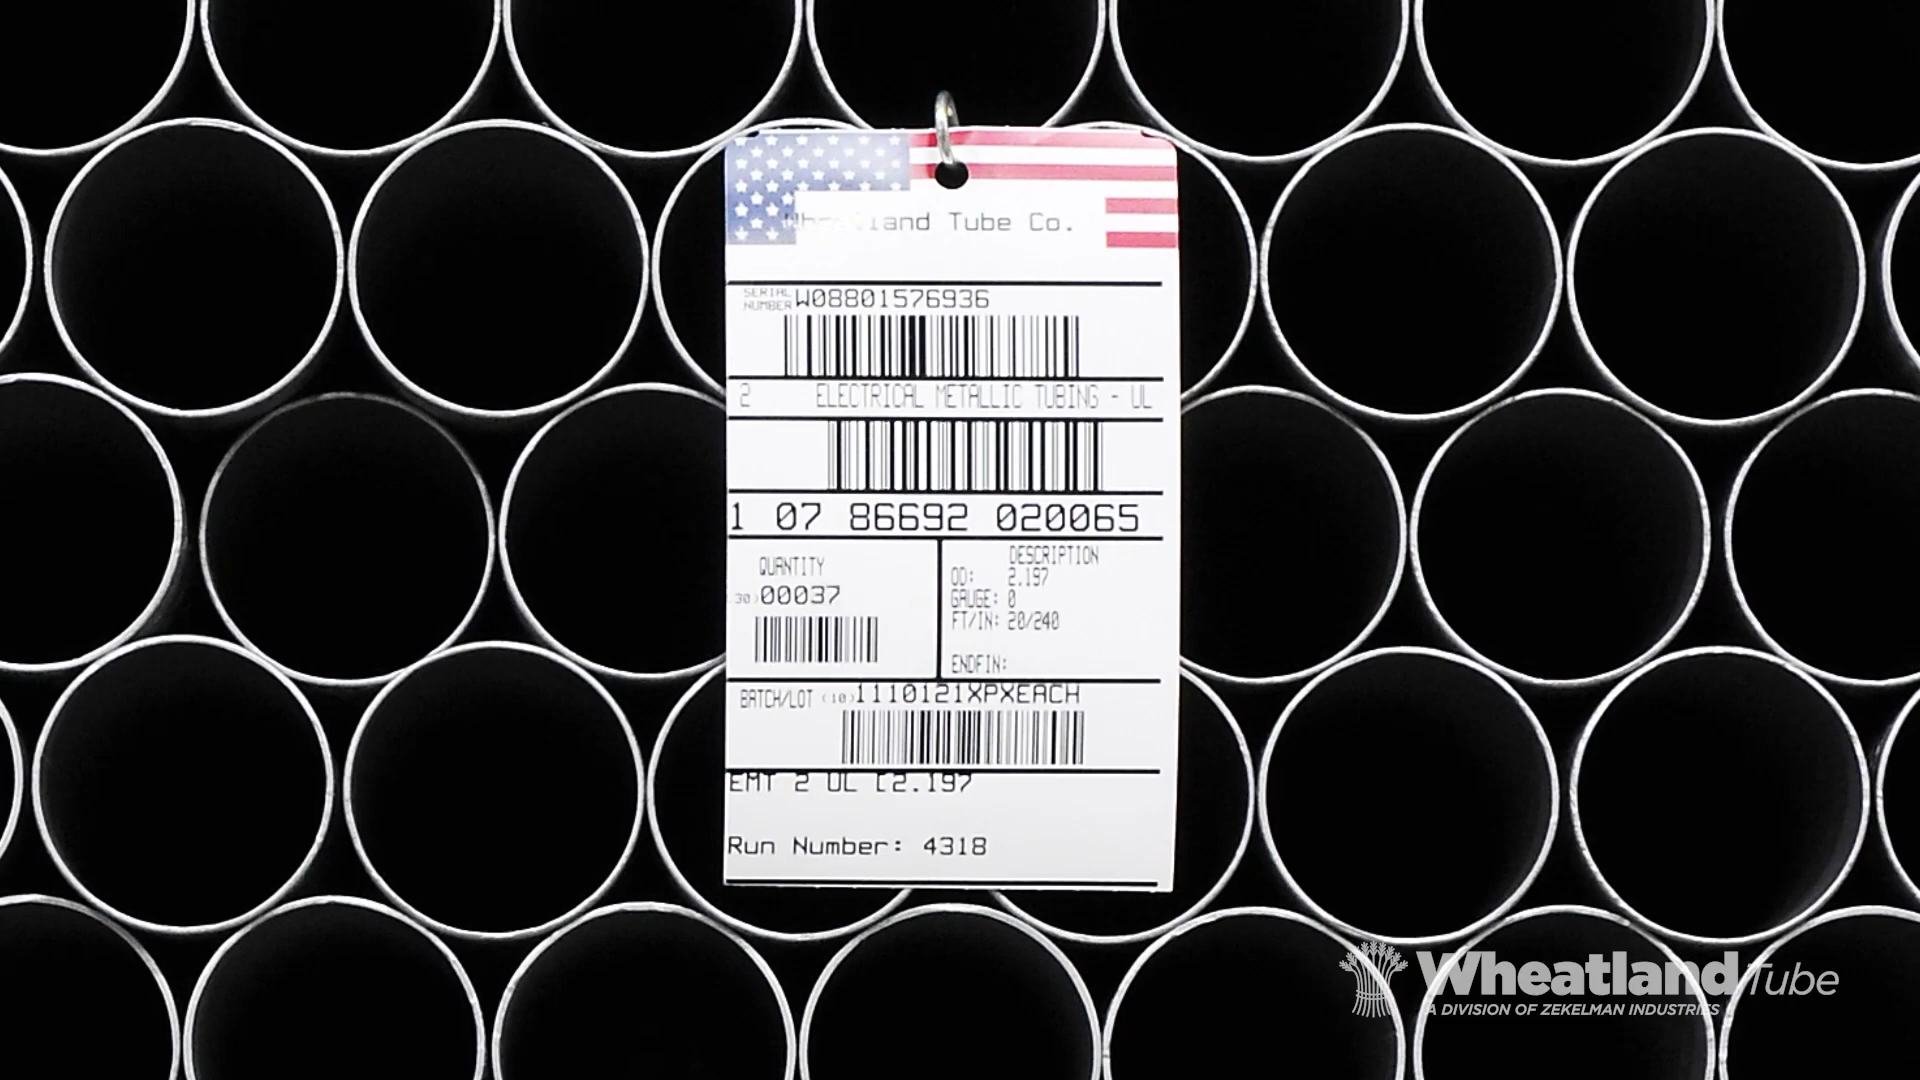 Wheatland Tube Co.
SERIAL NUMBER W08801576936
2 ELECTRICAL METALLIC TUBING - UL
1 07 86692 020065
QUANTITY
(30) 00037
DESCRIPTION
OD: 2.197
GAUGE: 0
FT/IN: 20/240
ENDFIN:
BATCH/LOT (10) 1110121XPXEACH
EMT 2 UL [2.197
Run Number: 4318
Wheatland Tube
A DIVISION OF ZEKELMAN INDUSTRIES